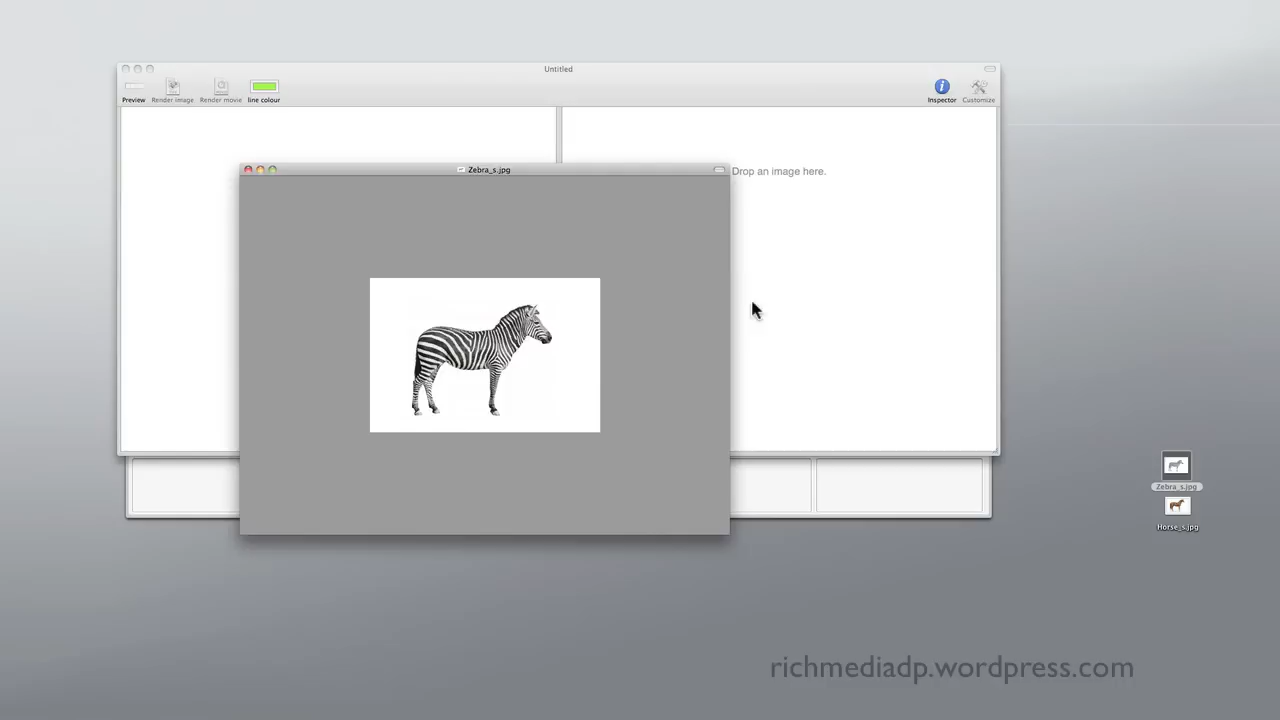 Untitled
Preview
Render image
Render movie
line colour
Inspector
Customize
Zebra_s.jpg
Drop an image here.
Zebra_s.jpg
Horse_s.jpg
richmediadp.wordpress.com